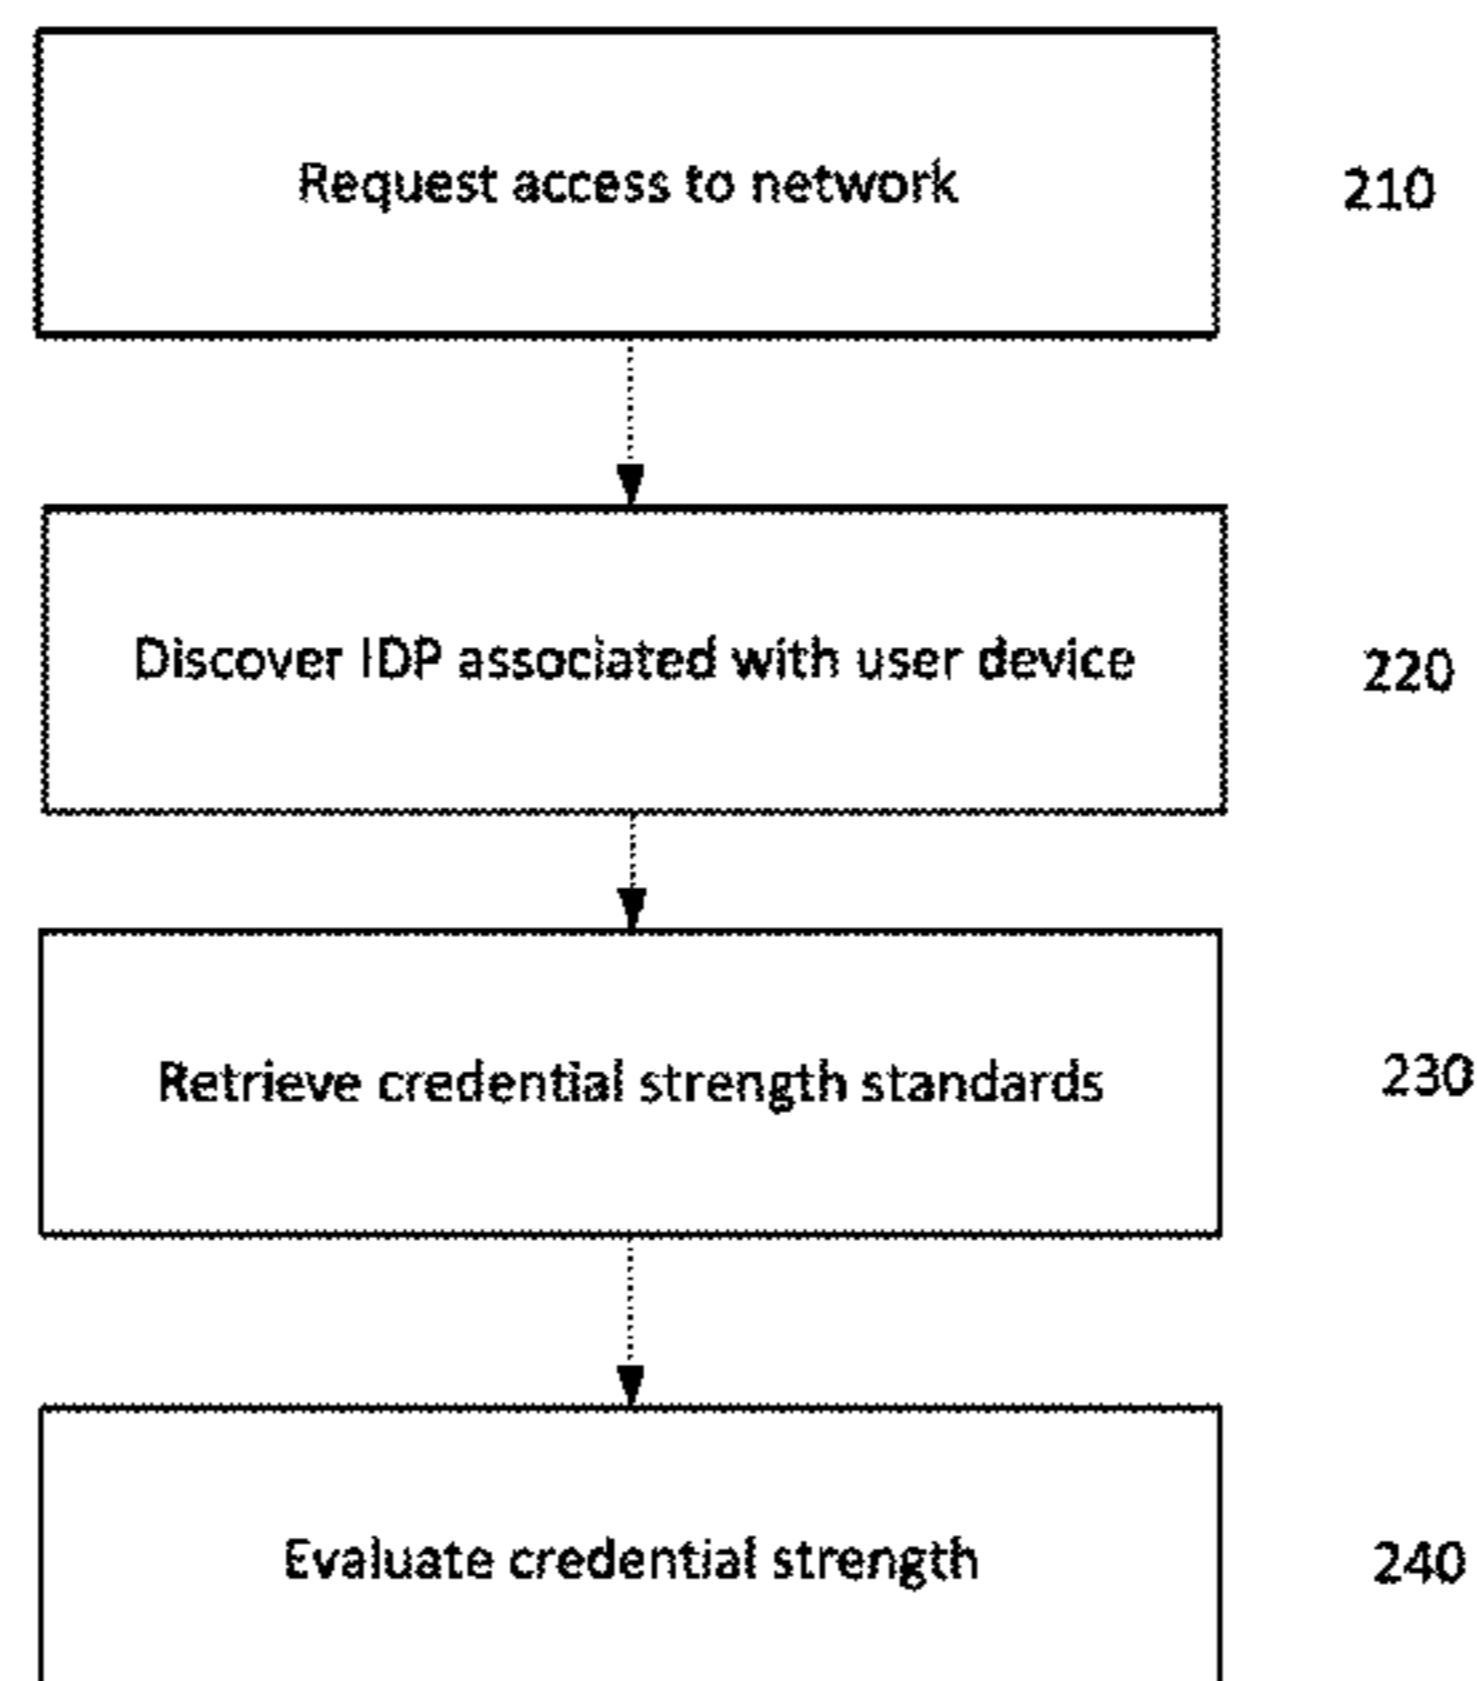 Request access to network
210
Discover IDP associated with user device
220
Retrieve credential strength standards
230
Evaluate credential strength
240